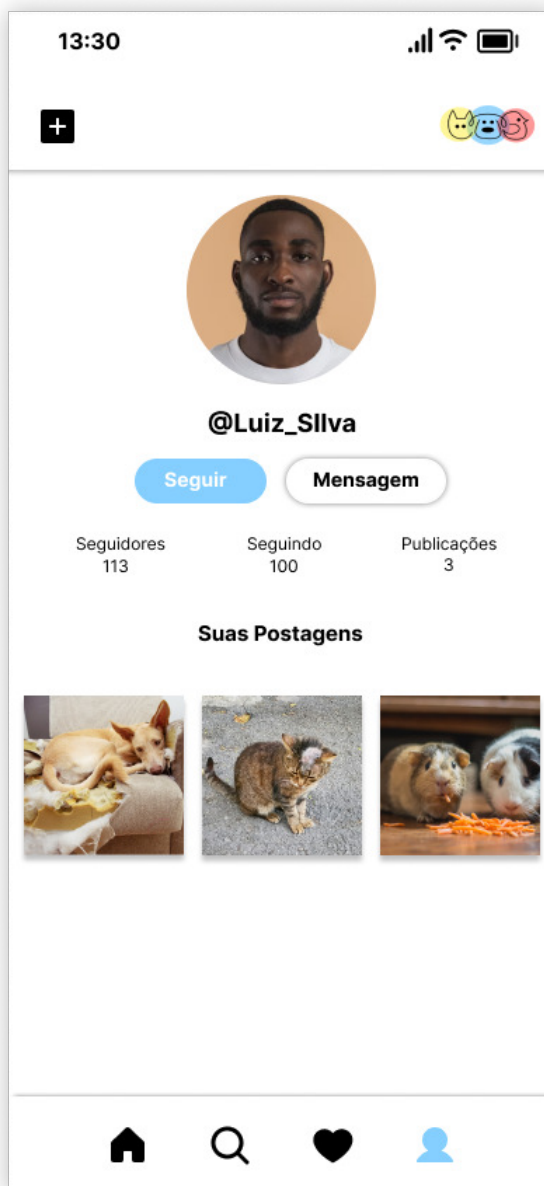 13:30
@Luiz_SIlva
Seguir Mensagem
Seguidores Seguindo Publicações
113 100 3
Suas Postagens